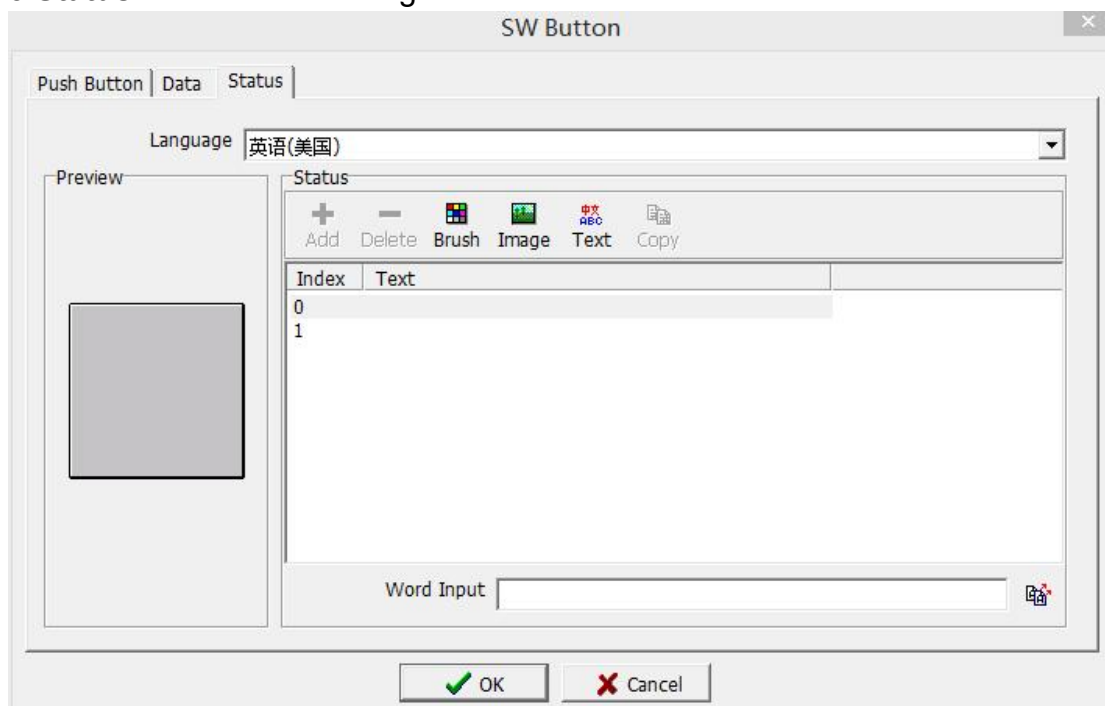 SW Button
Push Button Data Status
Language 英语(美国)
Preview
Status
Add Delete Brush Image 中文 ABC Text Copy
Index Text
0
1
Word Input
OK Cancel